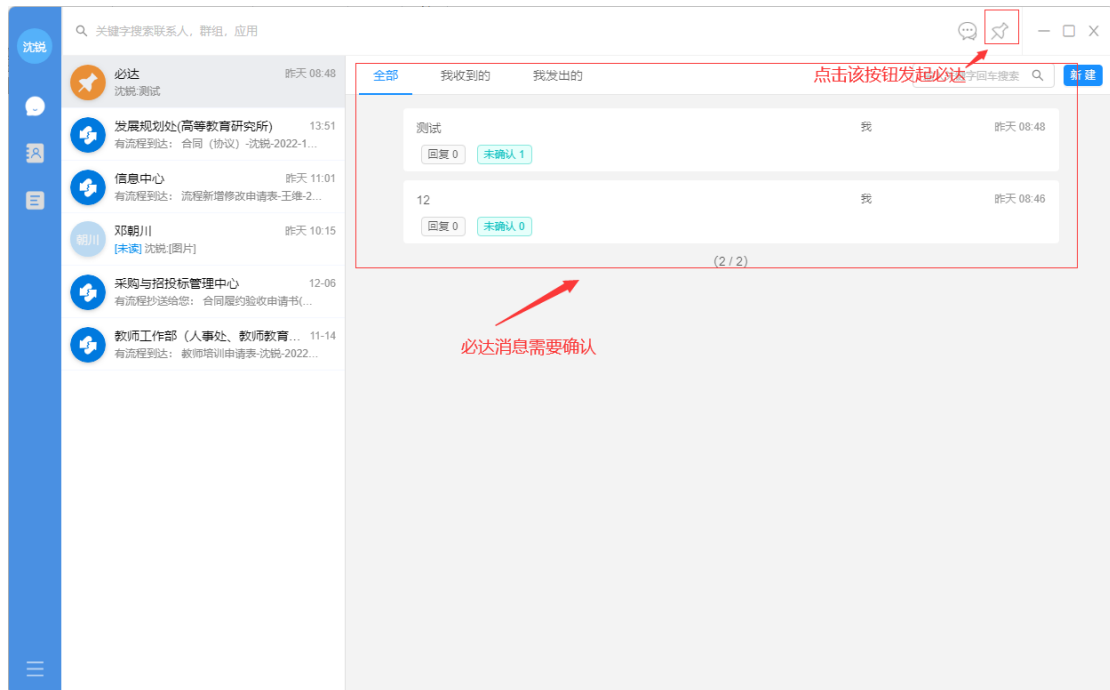 沈锐
关键字搜索联系人，群组，应用
必达 昨天 08:48
沈锐:测试
发展规划处(高等教育研究所) 13:51
有流程到达： 合同（协议）-沈锐-2022-1...
信息中心 昨天 11:01
有流程到达： 流程新增修改申请表-王维-2...
朝川
邓朝川 昨天 10:15
[未读] 沈锐:[图片]
采购与招投标管理中心 12-06
有流程抄送给您： 合同履约验收申请书(...
教师工作部（人事处、教师教育... 11-14
有流程到达： 教师培训申请表-沈锐-2022...
全部 我收到的 我发出的
点击该按钮发起必达
字回车搜索
新建
测试 我 昨天 08:48
回复 0 未确认 1
12 我 昨天 08:46
回复 0 未确认 0
(2 / 2)
必达消息需要确认